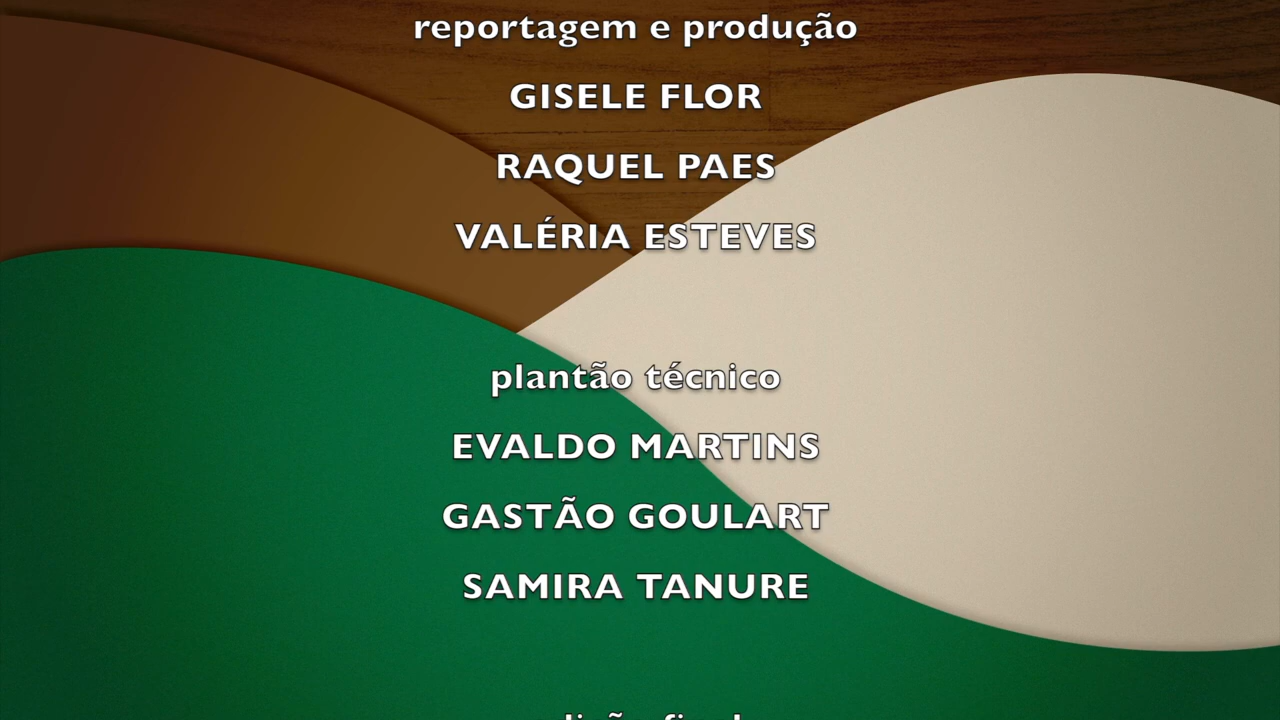 reportagem e produção
GISELE FLOR
RAQUEL PAES
VALÉRIA ESTEVES
plantão técnico
EVALDO MARTINS
GASTÃO GOULART
SAMIRA TANURE